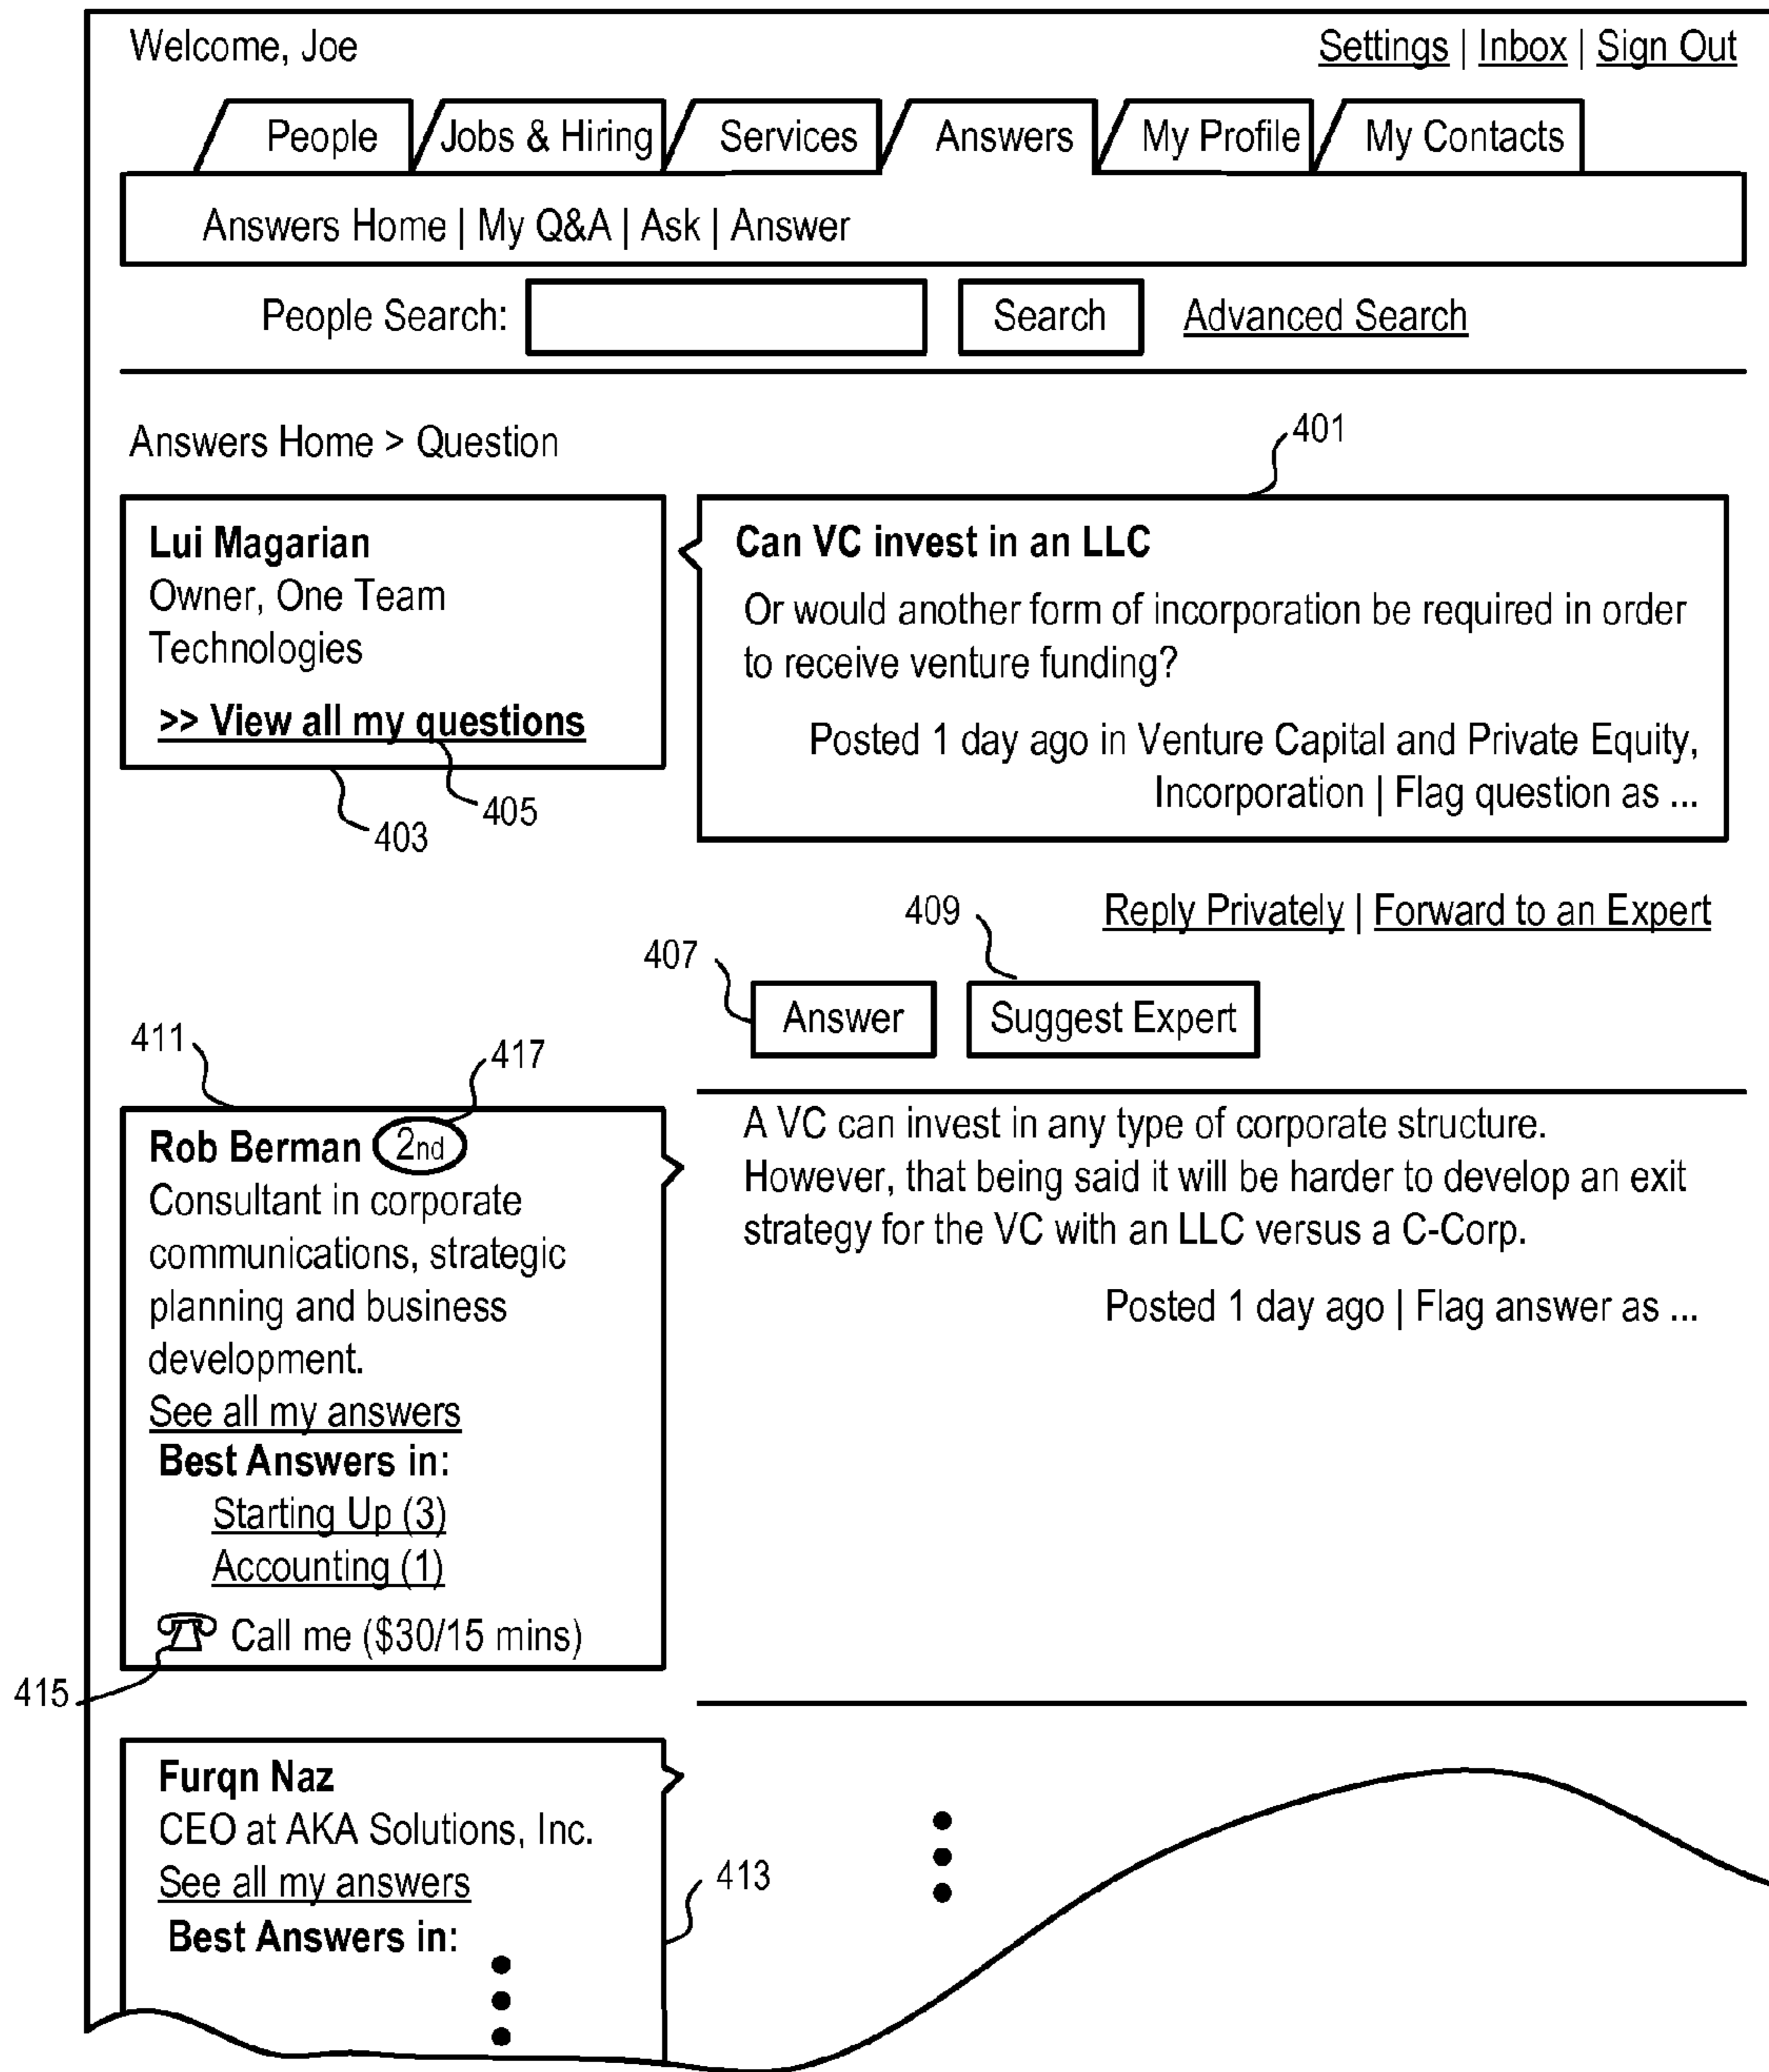 Welcome, Joe
Settings | Inbox | Sign Out
People
Jobs & Hiring
Services
Answers
My Profile
My Contacts
Answers Home | My Q&A | Ask | Answer
People Search:
Search
Advanced Search
Answers Home > Question
401
Lui Magarian
Owner, One Team
Technologies
>> View all my questions
405
403
Can VC invest in an LLC
Or would another form of incorporation be required in order
to receive venture funding?
Posted 1 day ago in Venture Capital and Private Equity,
Incorporation | Flag question as ...
Reply Privately | Forward to an Expert
409
407
Answer
Suggest Expert
411
417
Rob Berman 2nd
Consultant in corporate
communications, strategic
planning and business
development.
See all my answers
Best Answers in:
Starting Up (3)
Accounting (1)
Call me ($30/15 mins)
415
A VC can invest in any type of corporate structure.
However, that being said it will be harder to develop an exit
strategy for the VC with an LLC versus a C-Corp.
Posted 1 day ago | Flag answer as ...
Furqn Naz
CEO at AKA Solutions, Inc.
See all my answers
Best Answers in:
413